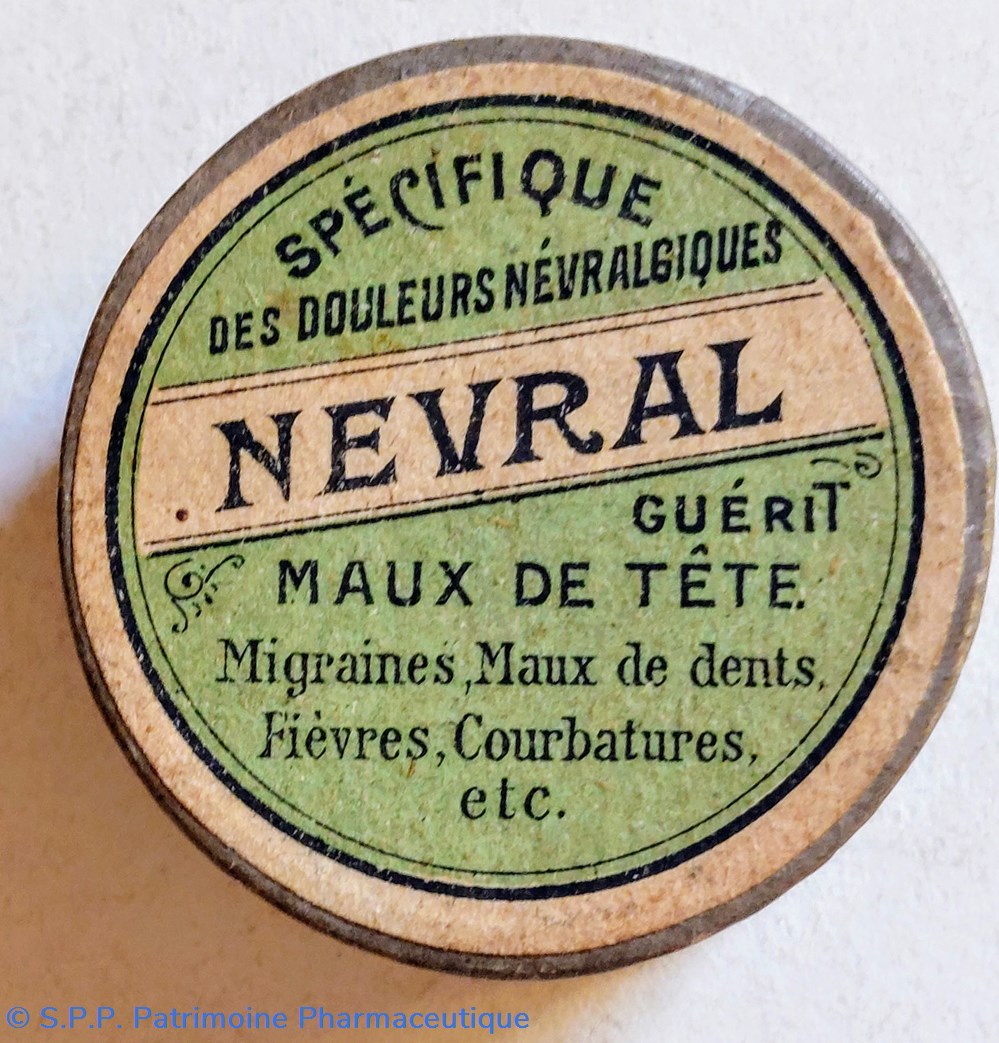 SPÉCIFIQUE
DES DOULEURS NÉVRALGIQUES
NEVRAL
GUÉRIT
MAUX DE TÊTE.
Migraines, Maux de dents,
Fièvres, Courbatures,
etc.
© S.P.P. Patrimoine Pharmaceutique